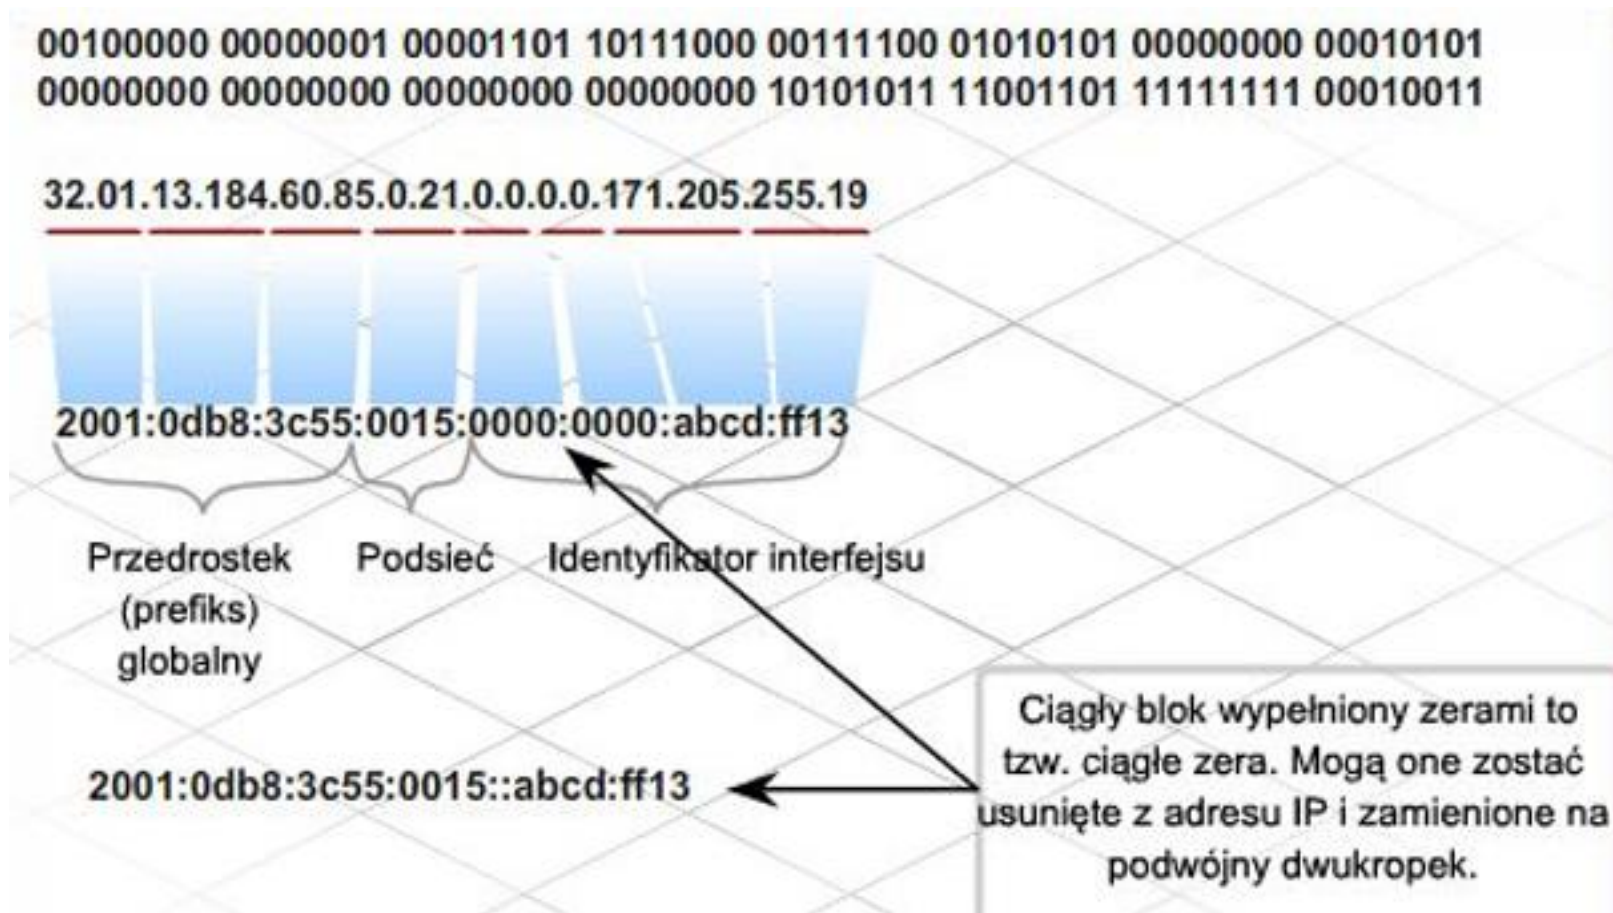 00100000 00000001 00001101 10111000 00111100 01010101 00000000 00010101
00000000 00000000 00000000 00000000 10101011 11001101 11111111 00010011
32.01.13.184.60.85.0.21.0.0.0.0.171.205.255.19
2001:0db8:3c55:0015:0000:0000:abcd:ff13
Przedrostek
(prefiks)
globalny
Podsieć
Identyfikator interfejsu
2001:0db8:3c55:0015::abcd:ff13
Ciągły blok wypełniony zerami to
tzw. ciągłe zera. Mogą one zostać
usunięte z adresu IP i zamienione na
podwójny dwukropek.